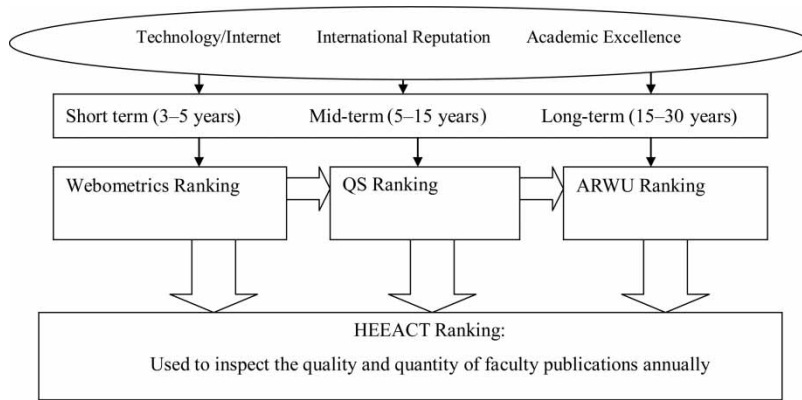 Technology/Internet International Reputation Academic Excellence
Short term (3–5 years) Mid-term (5–15 years) Long-term (15–30 years)
Webometrics Ranking QS Ranking ARWU Ranking
HEEACT Ranking:
Used to inspect the quality and quantity of faculty publications annually